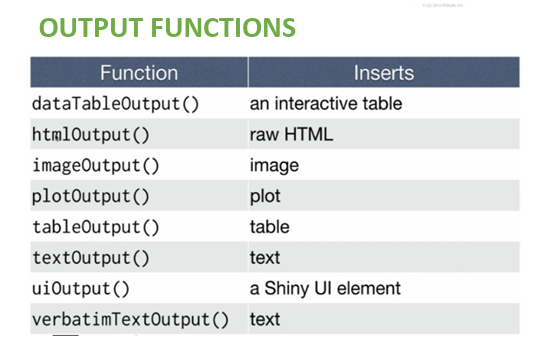 OUTPUT FUNCTIONS
Function Inserts
dataTableOutput() an interactive table
htmlOutput() raw HTML
imageOutput() image
plotOutput() plot
tableOutput() table
textOutput() text
uiOutput() a Shiny UI element
verbatimTextOutput() text